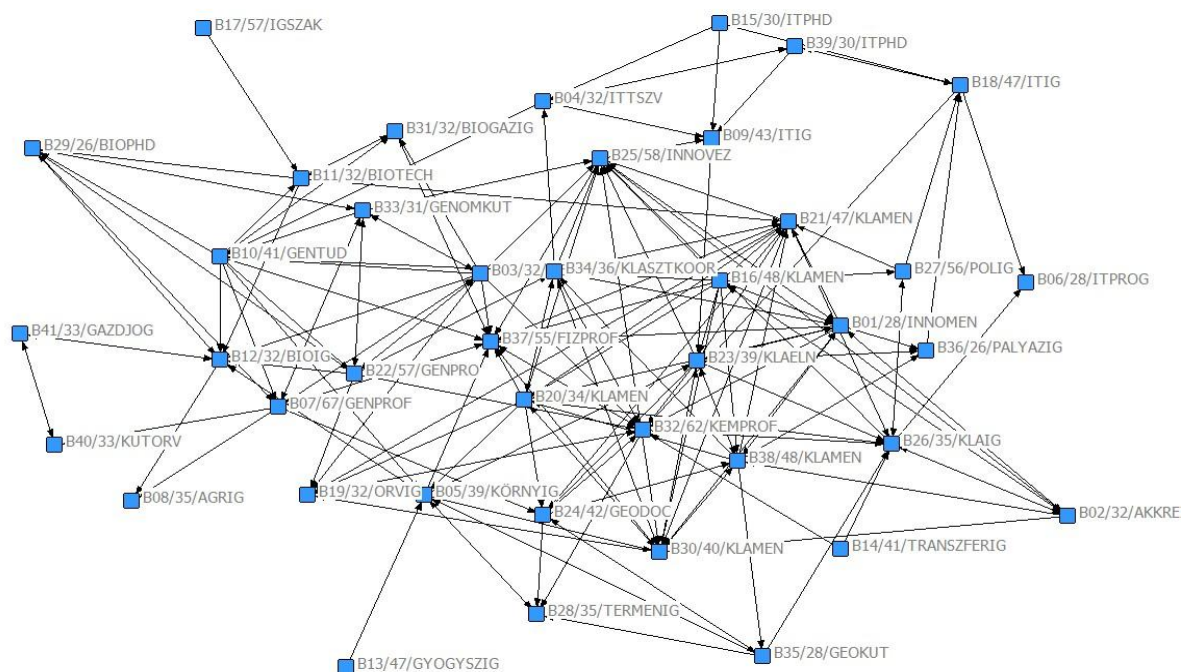 B17/57/IGSZAK
B15/30/ITPHD
B39/30/ITPHD
B18/47/ITIG
B04/32/ITTSZV
B31/32/BIOGAZIG
B09/43/ITIG
B29/26/BIOPHD
B25/58/INNOVEZ
B11/32/BIOTECH
B33/31/GENOMKUT
B21/47/KLAMEN
B10/41/GENTUD
B03/32/
B34/36/KLASZTKOOR
B16/48/KLAMEN
B27/56/POLIG
B06/28/ITPROG
B41/33/GAZDJOG
B01/28/INNOMEN
B37/55/FIZPROF
B36/26/PALYAZIG
B12/32/BIOIG
B23/39/KLAELN
B22/57/GENPRO
B07/67/GENPROF
B20/34/KLAMEN
B32/62/KEMPROF
B40/33/KUTORV
B26/35/KLAIG
B38/48/KLAMEN
B08/35/AGRIG
B19/32/ORVIG
B05/39/KÖRNYIG
B24/42/GEODOC
B02/32/AKKRE
B30/40/KLAMEN
B14/41/TRANSZFERIG
B28/35/TERMENIG
B35/28/GEOKUT
B13/47/GYOGYSZIG